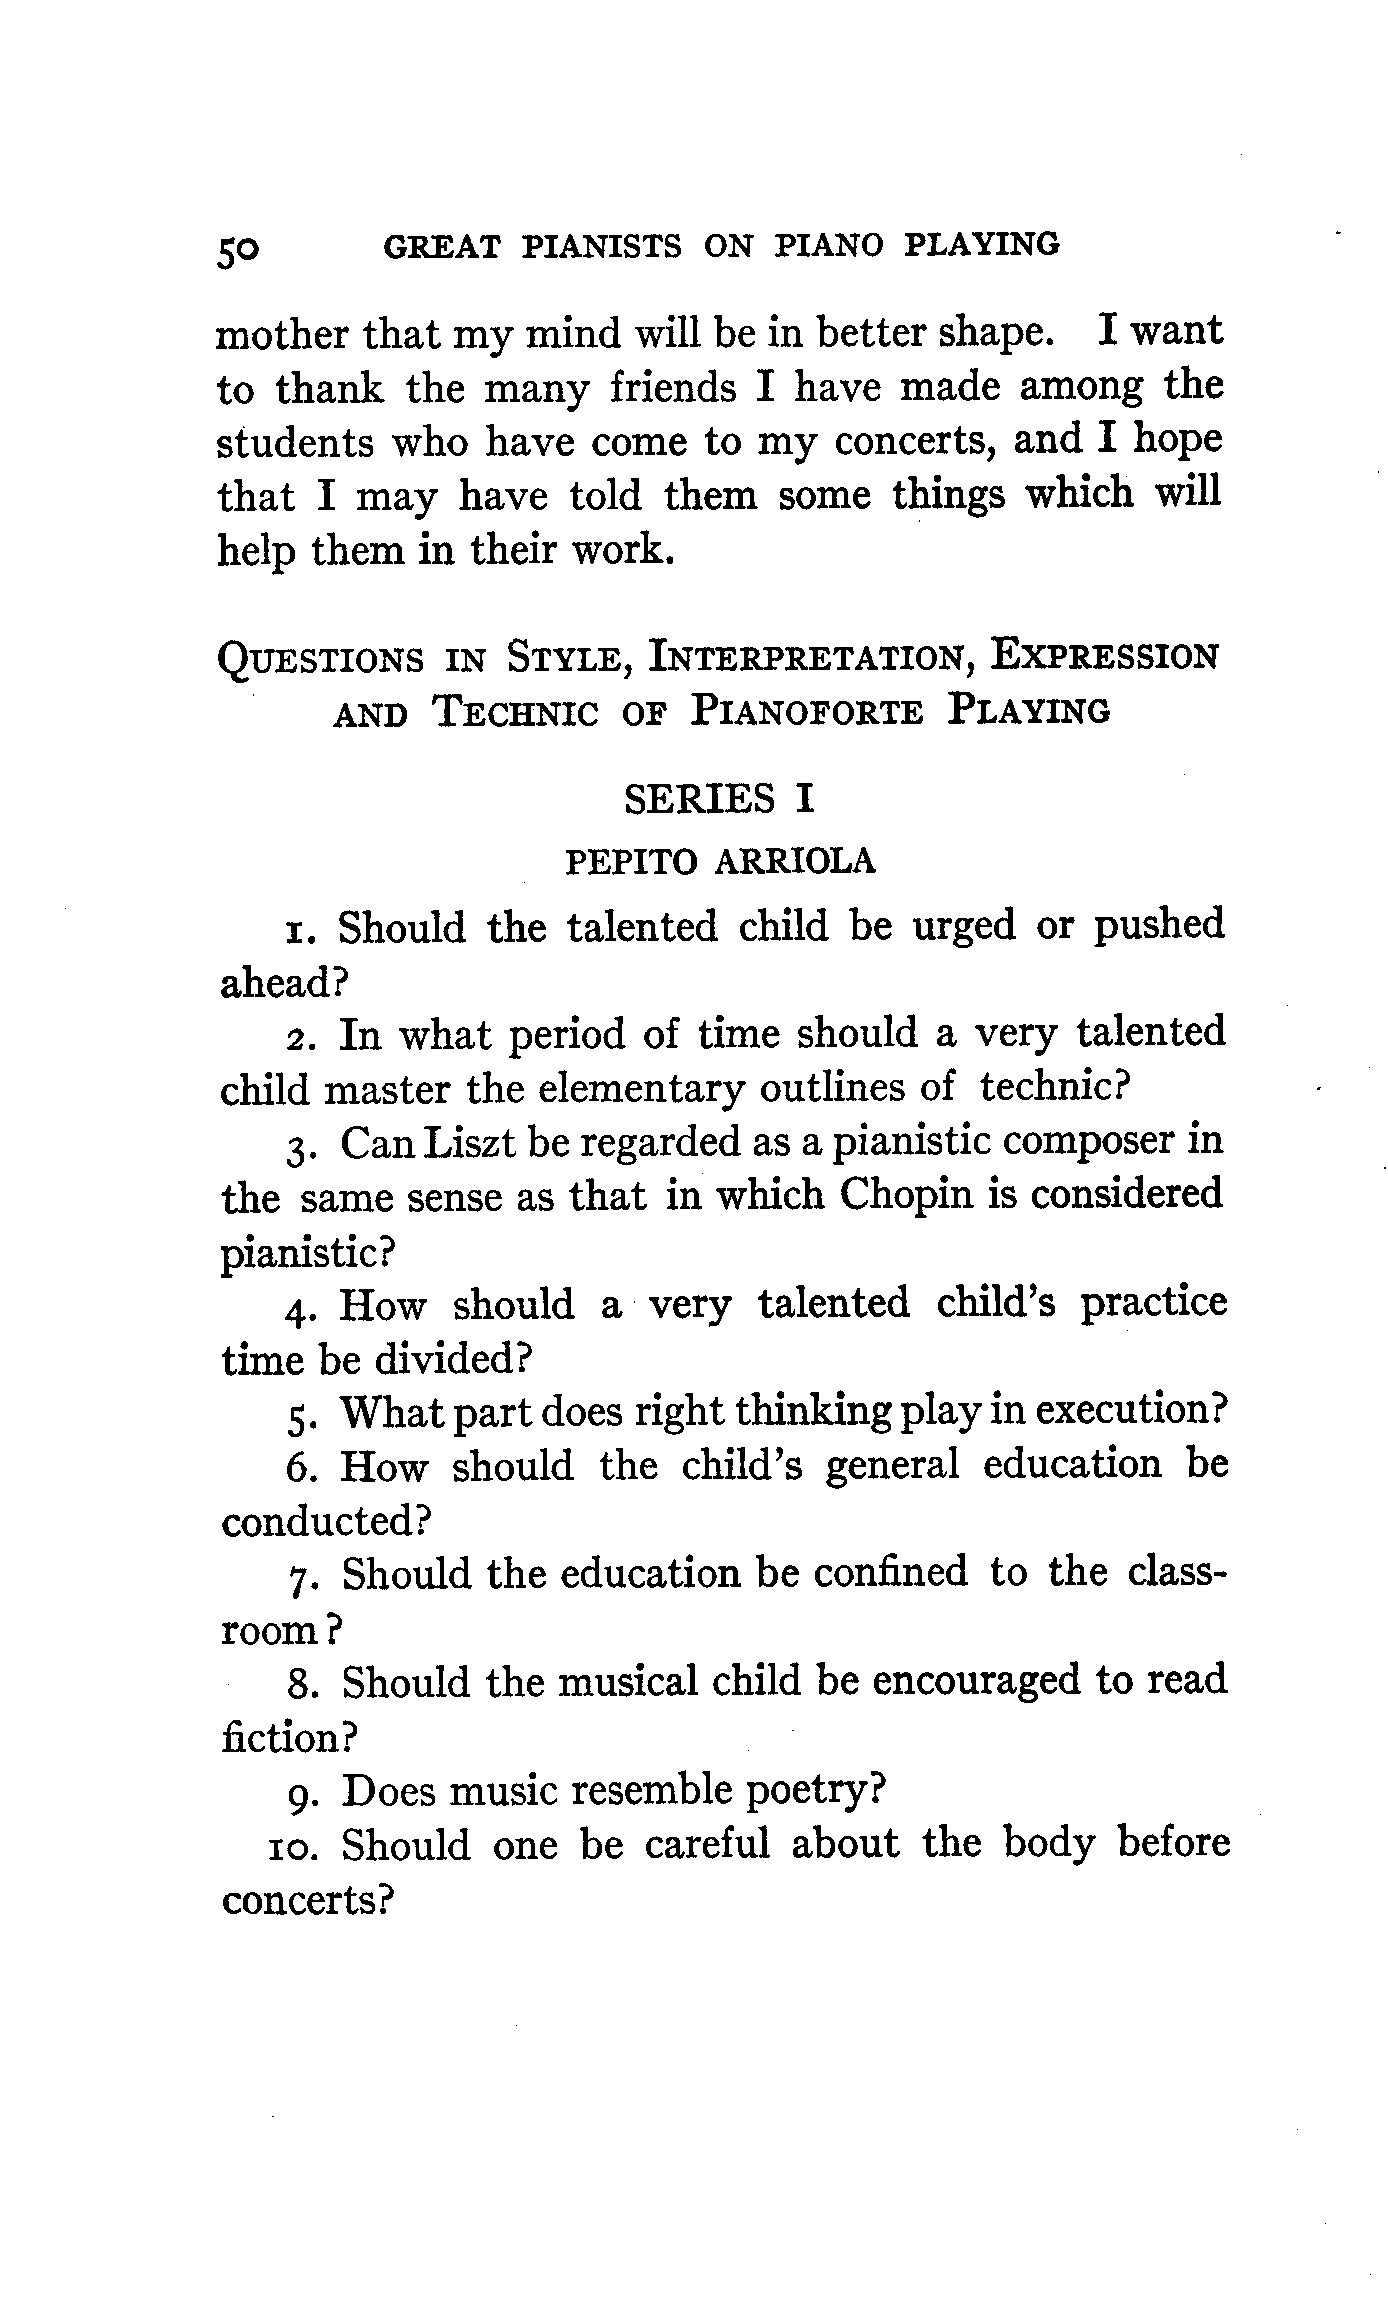 50 GREAT PIANISTS ON PIANO PLAYING
mother that my mind will be in better shape. I want
to thank the many friends I have made among the
students who have come to my concerts, and I hope
that I may have told them some things which will
help them in their work.
QUESTIONS IN STYLE, INTERPRETATION, EXPRESSION
AND TECHNIC OF PIANOFORTE PLAYING
SERIES I
PEPITO ARRIOLA
1. Should the talented child be urged or pushed
ahead?
2. In what period of time should a very talented
child master the elementary outlines of technic?
3. Can Liszt be regarded as a pianistic composer in
the same sense as that in which Chopin is considered
pianistic?
4. How should a very talented child's practice
time be divided?
5. What part does right thinking play in execution?
6. How should the child's general education be
conducted?
7. Should the education be confined to the class-
room?
8. Should the musical child be encouraged to read
fiction?
9. Does music resemble poetry?
10. Should one be careful about the body before
concerts?